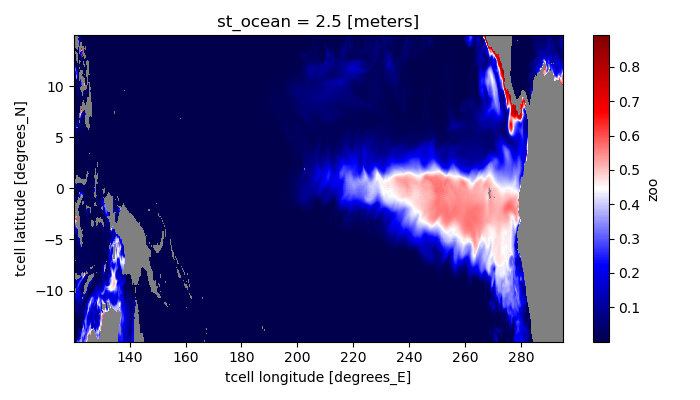 st_ocean = 2.5 [meters]
10
5
0
−5
−10
tcell latitude [degrees_N]
140 160 180 200 220 240 260 280
tcell longitude [degrees_E]
0.8
0.7
0.6
0.5
0.4
0.3
0.2
0.1
zoo